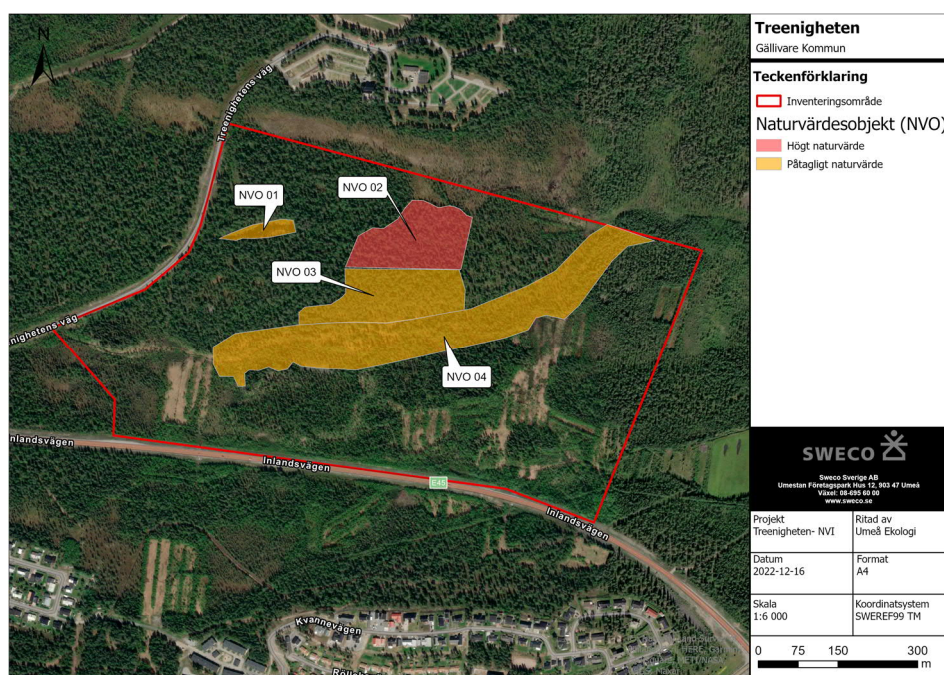 N
Treenighetens väg
NVO 01
NVO 02
NVO 03
NVO 04
nighetens väg
nlandsvägen
Inlandsvägen
E45
Inlandsvägen
Kvannevägen
Treenigheten
Gällivare Kommun
Teckenförklaring
Inventeringsområde
Naturvärdesobjekt (NVO)
Högt naturvärde
Påtagligt naturvärde
SWECO
Sweco Sverige AB
Umestan Företagspark Hus 12, 903 47 Umeå
Växel: 08-695 60 00
www.sweco.se
Projekt
Treenigheten- NVI
Ritad av
Umeå Ekologi
Datum
2022-12-16
Format
A4
Skala
1:6 000
Koordinatsystem
SWEREF99 TM
0 75 150 300
m